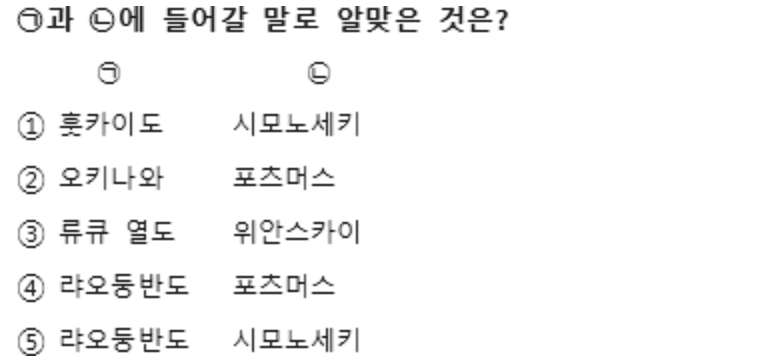 ㉠과 ㉡에 들어갈 말로 알맞은 것은?
㉠ ㉡
① 홋카이도 시모노세키
② 오키나와 포츠머스
③ 류큐 열도 위안스카이
④ 랴오둥반도 포츠머스
⑤ 랴오둥반도 시모노세키